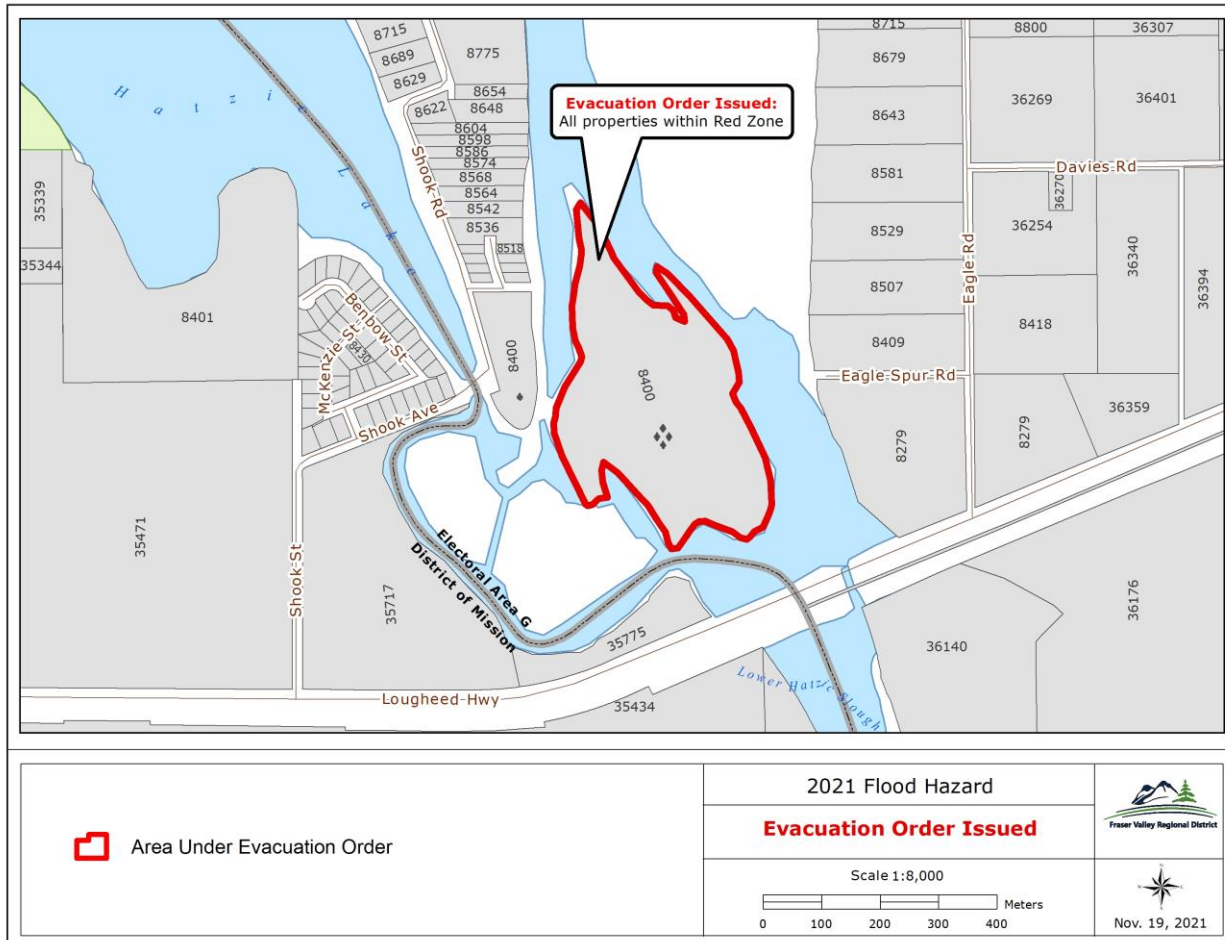 8715
8689
8629
8775
8654
8648
8622
8604
8598
8586
8574
8568
8564
8542
8536
8518
Shook Rd
Hatzic Lake
Evacuation Order Issued:
All properties within Red Zone
8715
8679
8643
8581
8529
8507
8409
8800
36307
36269
36401
Davies Rd
36270
36254
36340
36394
Eagle Rd
8418
Eagle Spur Rd
36359
8279
8279
35339
35344
8401
Benbow St
McKenzie St
8430
Shook Ave
8400
8400
35471
Shook St
35717
Electoral Area G
District of Mission
35775
36176
36140
Lougheed Hwy
35434
Lower Hatzic Slough
Area Under Evacuation Order
2021 Flood Hazard
Evacuation Order Issued
Scale 1:8,000
Meters
0 100 200 300 400
Fraser Valley Regional District
Nov. 19, 2021